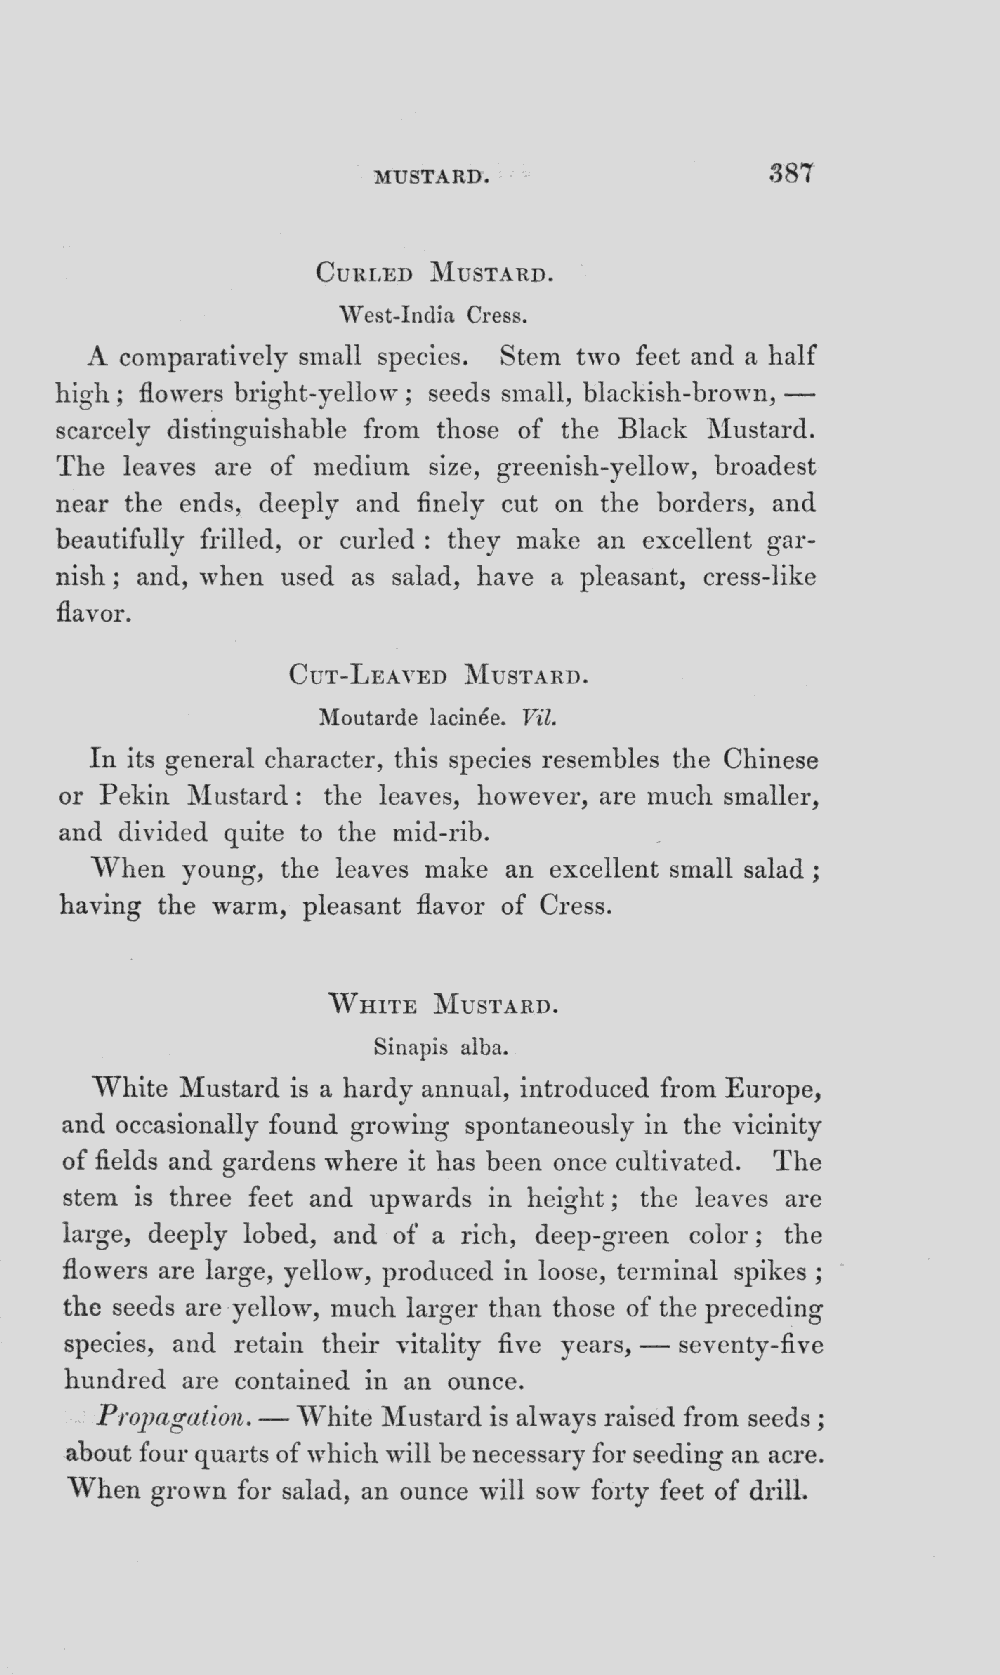 MUSTARD. 387
CURLED MUSTARD.
West-India Cress.
A comparatively small species. Stem two feet and a half
high; flowers bright-yellow; seeds small, blackish-brown, —
scarcely distinguishable from those of the Black Mustard.
The leaves are of medium size, greenish-yellow, broadest
near the ends, deeply and finely cut on the borders, and
beautifully frilled, or curled: they make an excellent gar-
nish; and, when used as salad, have a pleasant, cress-like
flavor.
CUT-LEAVED MUSTARD.
Moutarde lacinée. Vil.
In its general character, this species resembles the Chinese
or Pekin Mustard: the leaves, however, are much smaller,
and divided quite to the mid-rib.
When young, the leaves make an excellent small salad;
having the warm, pleasant flavor of Cress.
WHITE MUSTARD.
Sinapis alba.
White Mustard is a hardy annual, introduced from Europe,
and occasionally found growing spontaneously in the vicinity
of fields and gardens where it has been once cultivated. The
stem is three feet and upwards in height; the leaves are
large, deeply lobed, and of a rich, deep-green color; the
flowers are large, yellow, produced in loose, terminal spikes;
the seeds are yellow, much larger than those of the preceding
species, and retain their vitality five years, — seventy-five
hundred are contained in an ounce.
Propagation. — White Mustard is always raised from seeds;
about four quarts of which will be necessary for seeding an acre.
When grown for salad, an ounce will sow forty feet of drill.